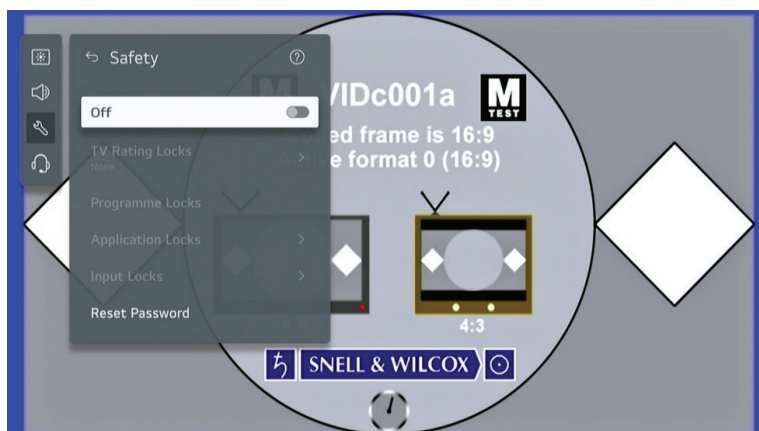 Safety
Off
TV Rating Locks
None
Programme Locks
Application Locks
Input Locks
Reset Password
VIDc001a
M
TEST
frame is 16:9
format 0 (16:9)
4:3
SNELL & WILCOX